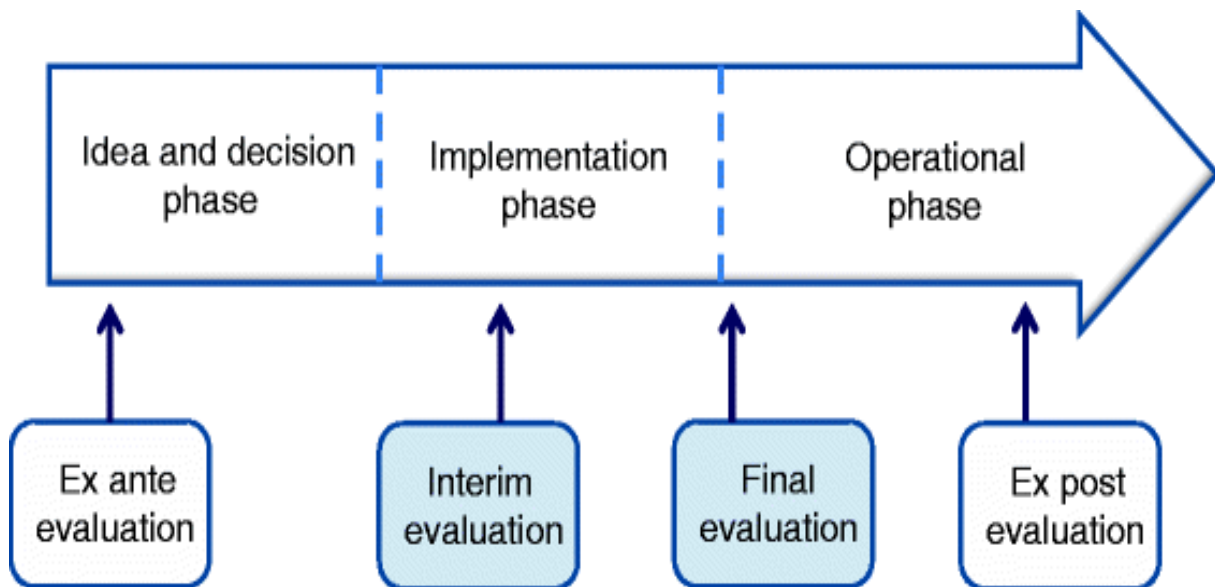 Idea and decision
phase
Implementation
phase
Operational
phase
Ex ante
evaluation
Interim
evaluation
Final
evaluation
Ex post
evaluation